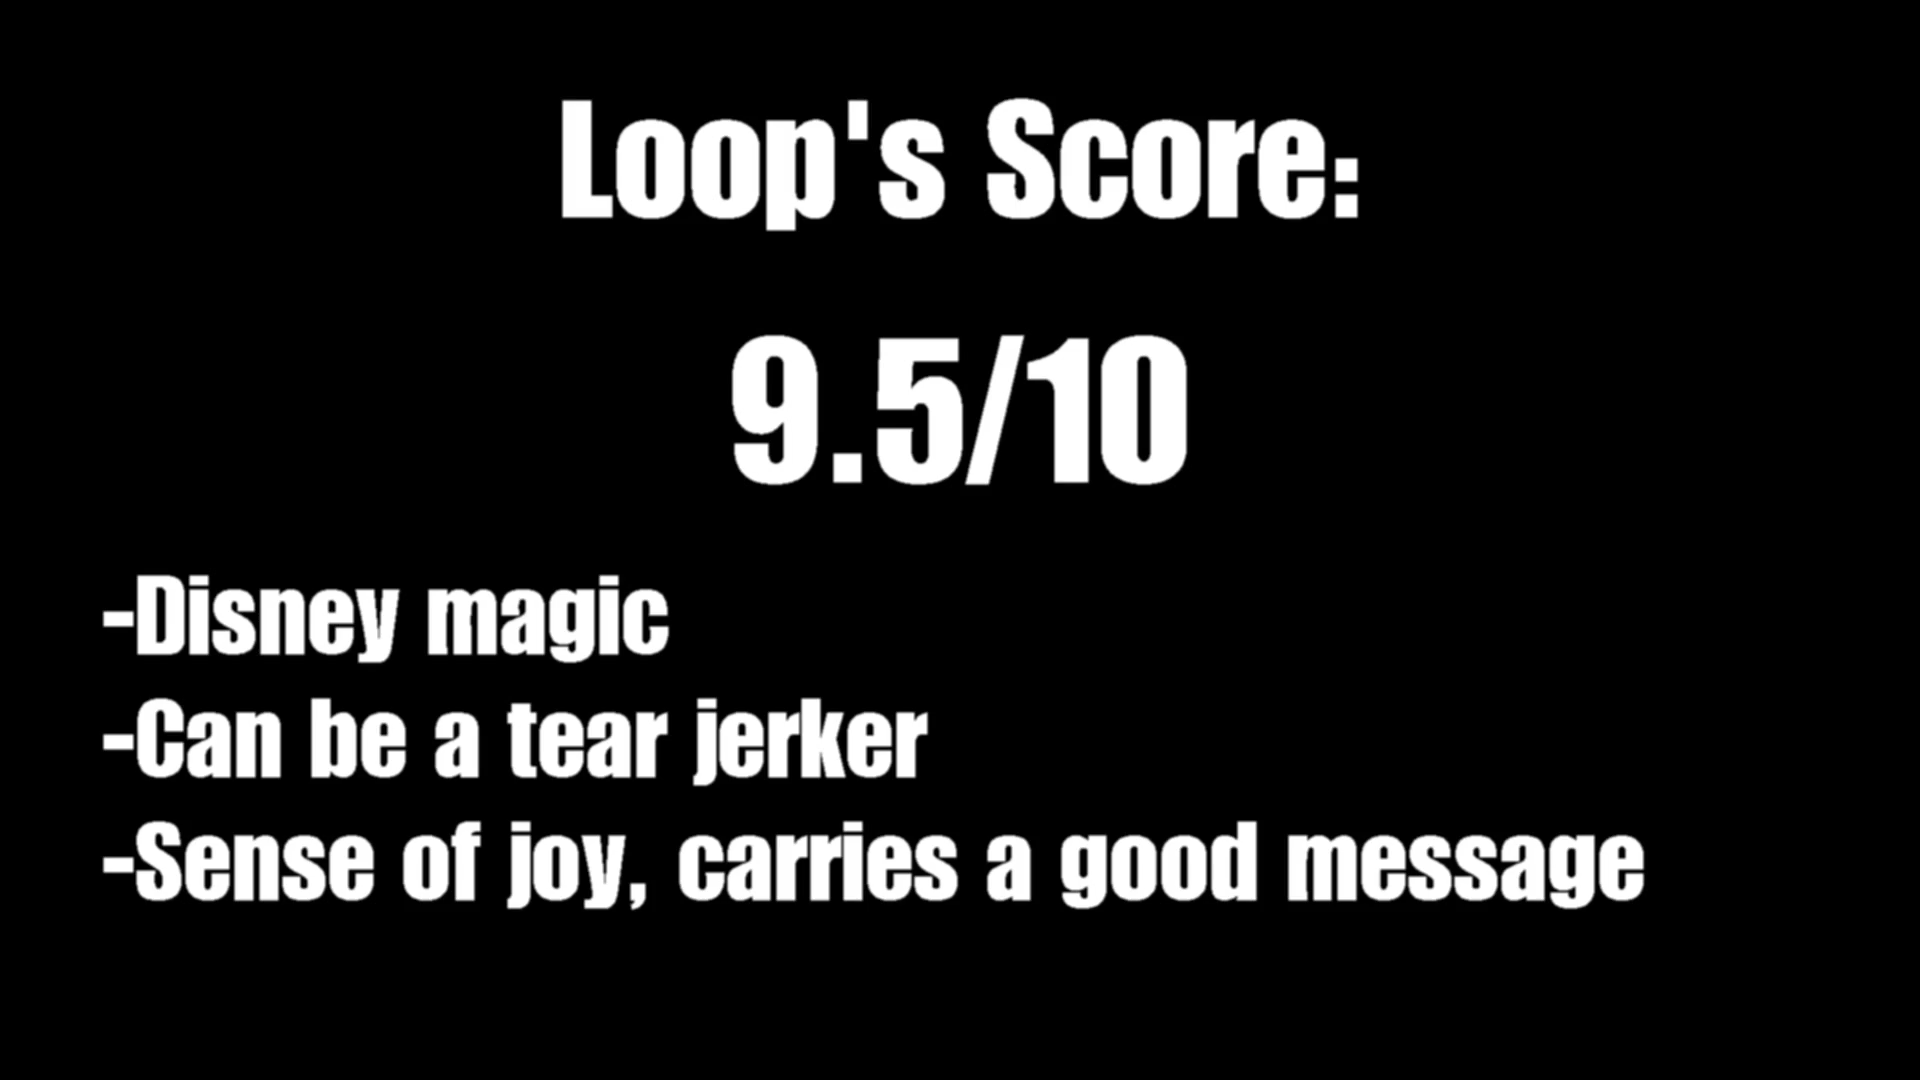 Loop's Score:
9.5/10
-Disney magic
-Can be a tear jerker
-Sense of joy, carries a good message